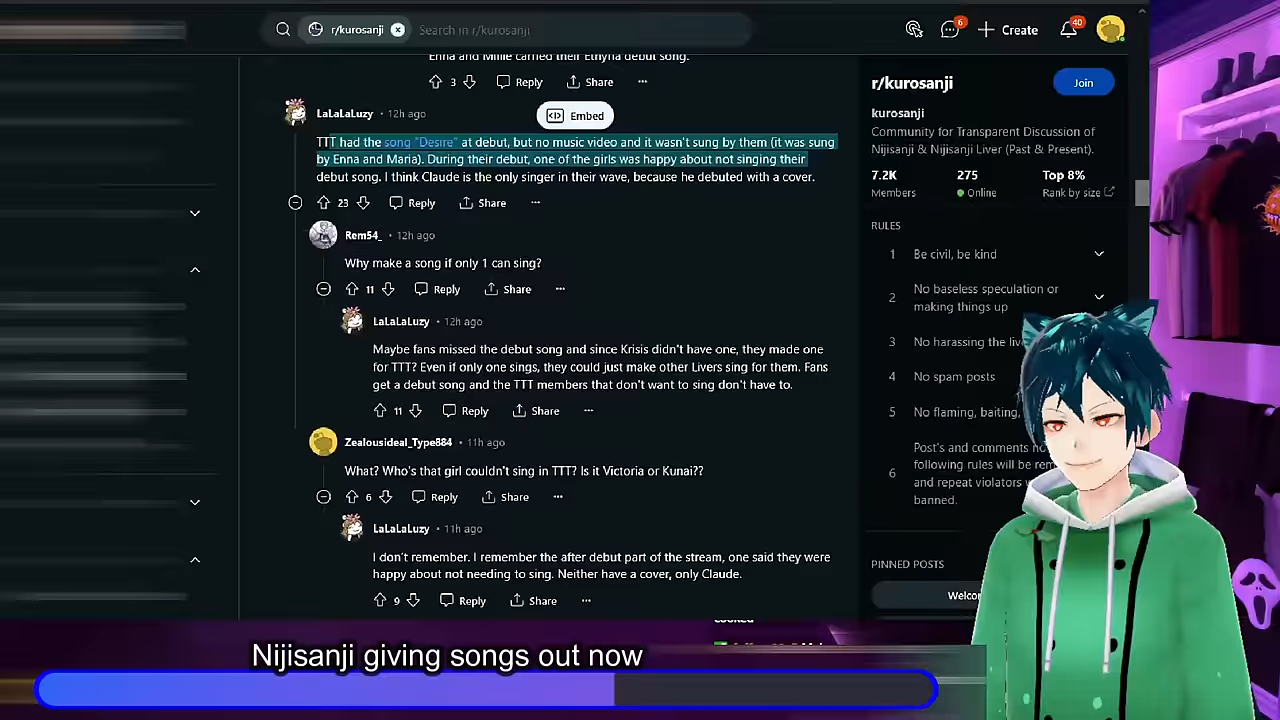 r/kurosanji
Search in r/kurosanji
6
Create
40
Enna and Millie carried their Ethyria debut song.
3 Reply Share
LaLaLaLuzy • 12h ago
Embed
TTT had the song "Desire" at debut, but no music video and it wasn't sung by them (it was sung
by Enna and Maria). During their debut, one of the girls was happy about not singing their
debut song. I think Claude is the only singer in their wave, because he debuted with a cover.
23 Reply Share
Rem54_ • 12h ago
Why make a song if only 1 can sing?
11 Reply Share
LaLaLaLuzy • 12h ago
Maybe fans missed the debut song and since Krisis didn't have one, they made one
for TTT? Even if only one sings, they could just make other Livers sing for them. Fans
get a debut song and the TTT members that don't want to sing don't have to.
11 Reply Share
Zealousideal_Type884 • 11h ago
What? Who's that girl couldn't sing in TTT? Is it Victoria or Kunai??
6 Reply Share
LaLaLaLuzy • 11h ago
I don't remember. I remember the after debut part of the stream, one said they were
happy about not needing to sing. Neither have a cover, only Claude.
9 Reply Share
r/kurosanji
Join
kurosanji
Community for Transparent Discussion of
Nijisanji & Nijisanji Liver (Past & Present).
7.2K 275 Top 8%
Members Online Rank by size
RULES
1 Be civil, be kind
2 No baseless speculation or
making things up
3 No harassing the
4 No spam posts
5 No flaming, baiting,
6 Post's and comments
following rules will be
and repeat violators
banned.
PINNED POSTS
Nijisanji giving songs out now